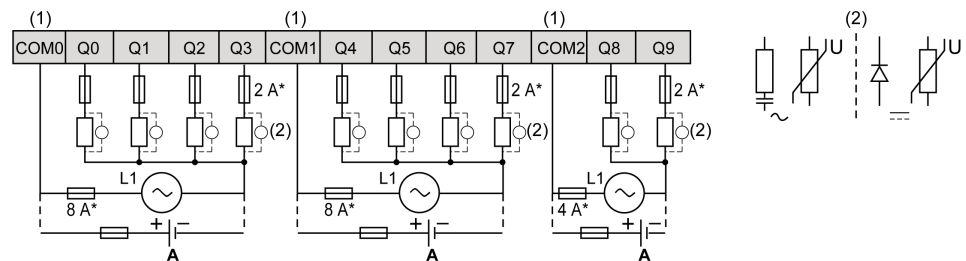 (1) (1) (1) (2)
COM0 Q0 Q1 Q2 Q3 COM1 Q4 Q5 Q6 Q7 COM2 Q8 Q9
U U
2 A* 2 A* 2 A*
(2) (2) (2)
L1 L1 L1
8 A* 8 A* 4 A*
+ − + − + −
A A A